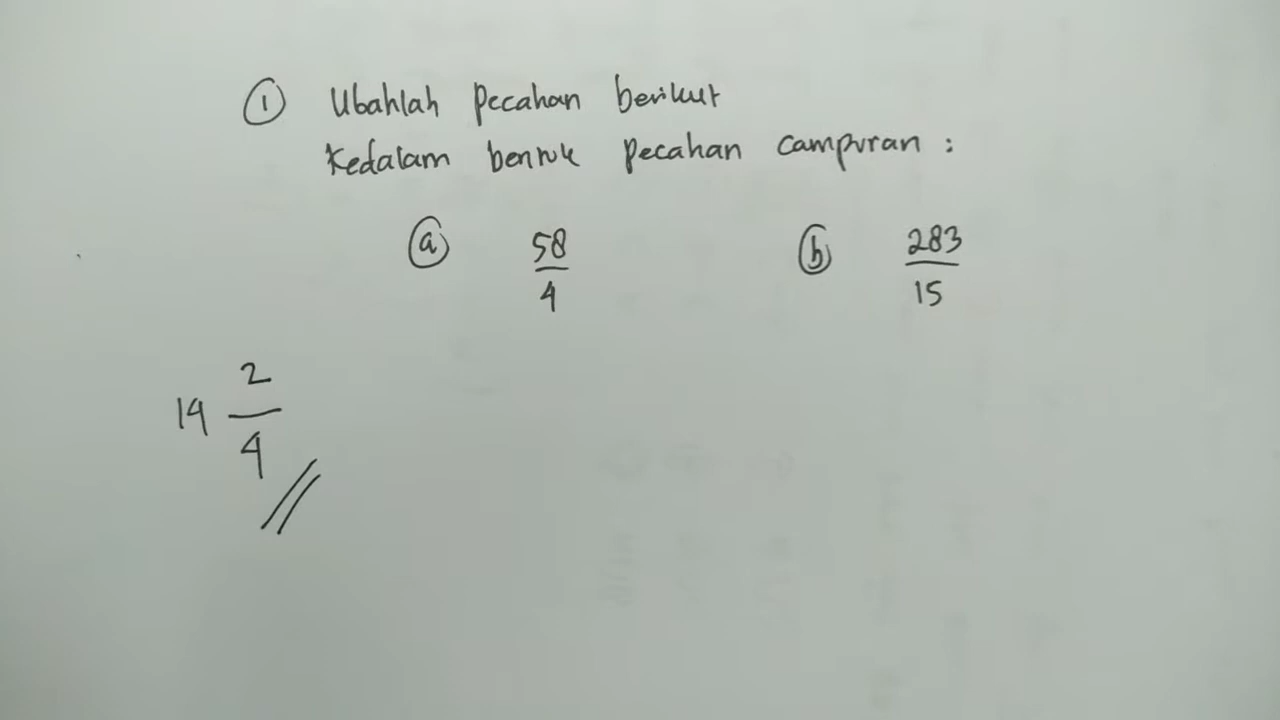 ① Ubahlah pecahan berikut
Kedalam bentuk pecahan campuran :
ⓐ 58/4 ⓑ 283/15
14 2/4 //